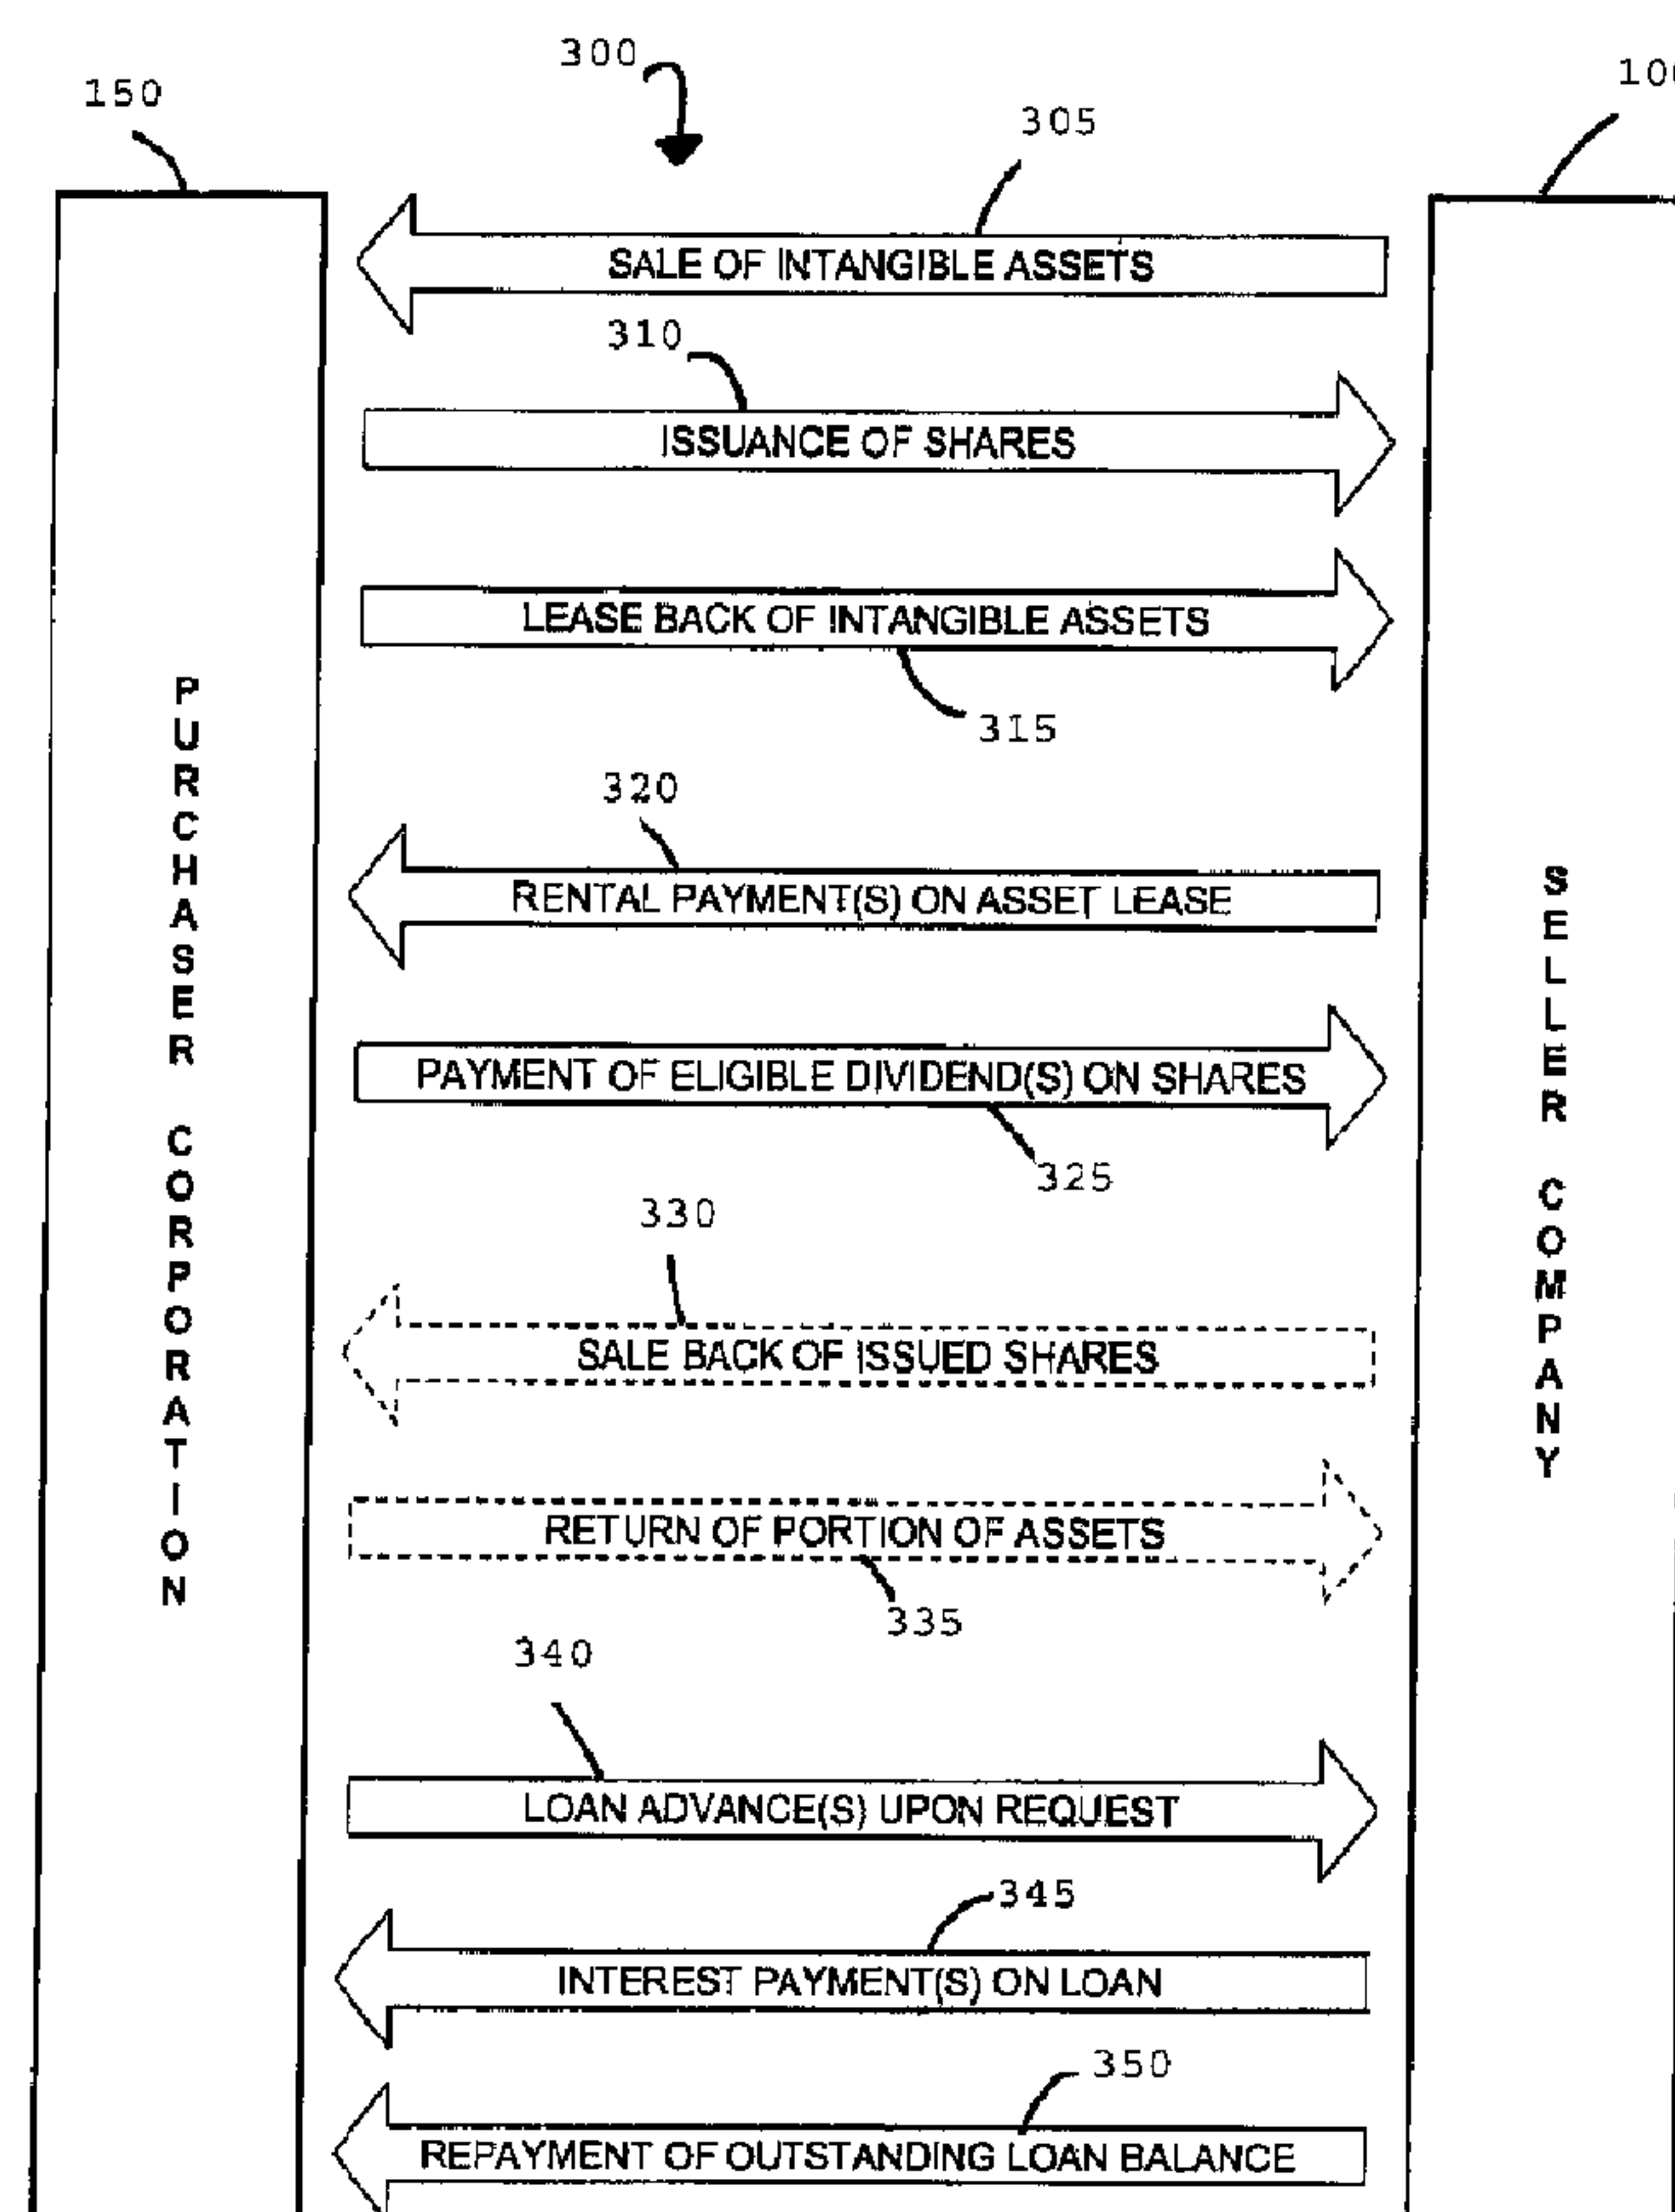 300
150
100
305
SALE OF INTANGIBLE ASSETS
310
ISSUANCE OF SHARES
LEASE BACK OF INTANGIBLE ASSETS
315
320
RENTAL PAYMENT(S) ON ASSET LEASE
PAYMENT OF ELIGIBLE DIVIDEND(S) ON SHARES
325
330
SALE BACK OF ISSUED SHARES
RETURN OF PORTION OF ASSETS
335
340
LOAN ADVANCE(S) UPON REQUEST
345
INTEREST PAYMENT(S) ON LOAN
350
REPAYMENT OF OUTSTANDING LOAN BALANCE
PURCHASER CORPORATION
SELLER COMPANY